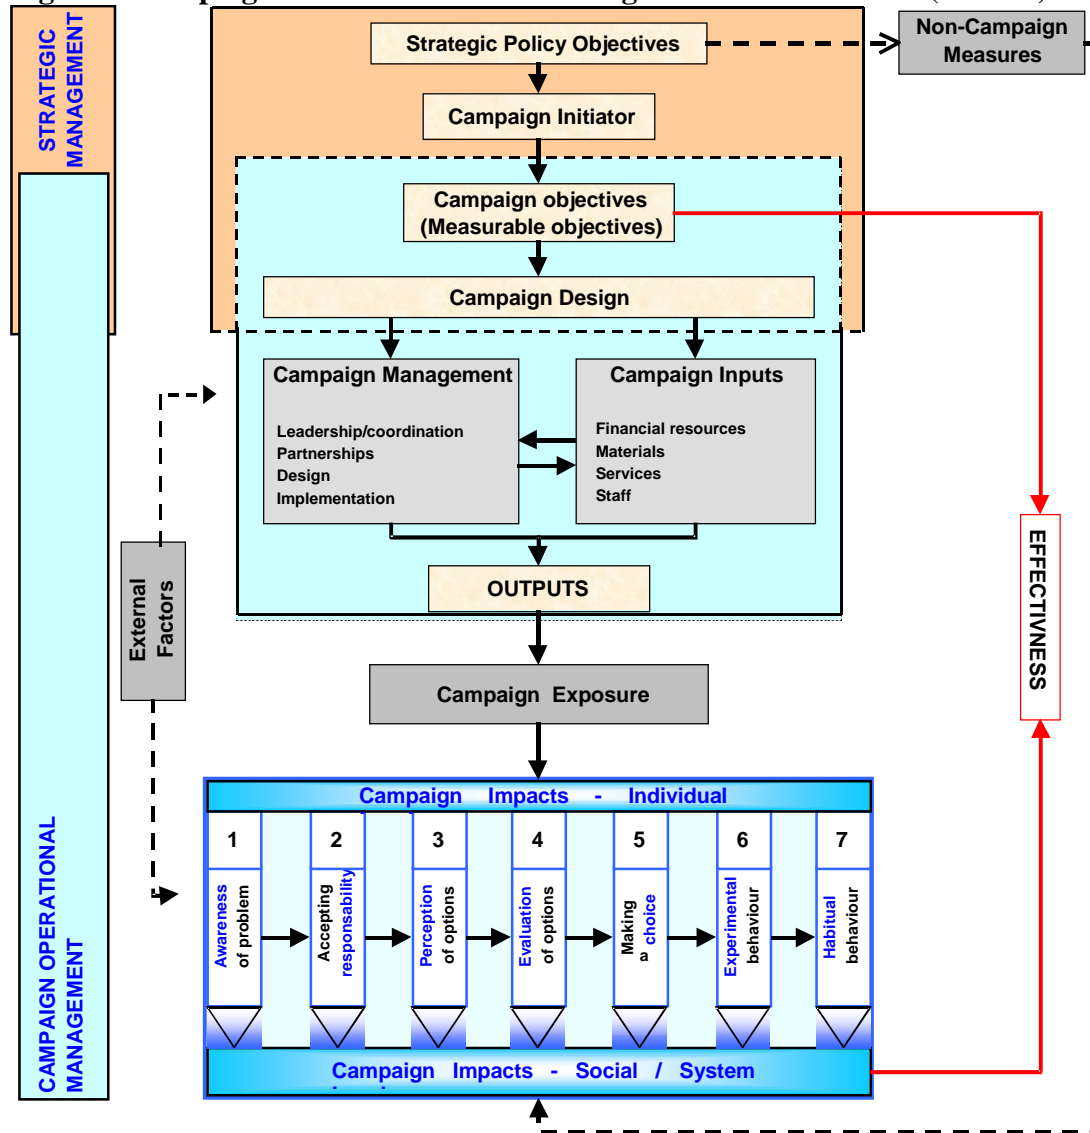 Strategic Policy Objectives
Non-Campaign
Measures
STRATEGIC
MANAGEMENT
Campaign Initiator
Campaign objectives
(Measurable objectives)
Campaign Design
Campaign Management
Leadership/coordination
Partnerships
Design
Implementation
Campaign Inputs
Financial resources
Materials
Services
Staff
OUTPUTS
External
Factors
EFFECTIVNESS
Campaign Exposure
CAMPAIGN OPERATIONAL
MANAGEMENT
Campaign Impacts - Individual
1
2
3
4
5
6
7
Awareness
of problem
Accepting
responsability
Perception
of options
Evaluation
of options
Making
a choice
Experimental
behaviour
Habitual
behaviour
Campaign Impacts - Social / System